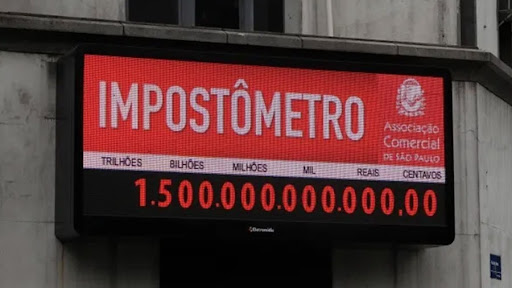 IMPOSTÔMETRO
Associação
Comercial
DE SÃO PAULO
TRILHÕES BILHÕES MILHÕES MIL REAIS CENTAVOS
1.500.000.000.000,00